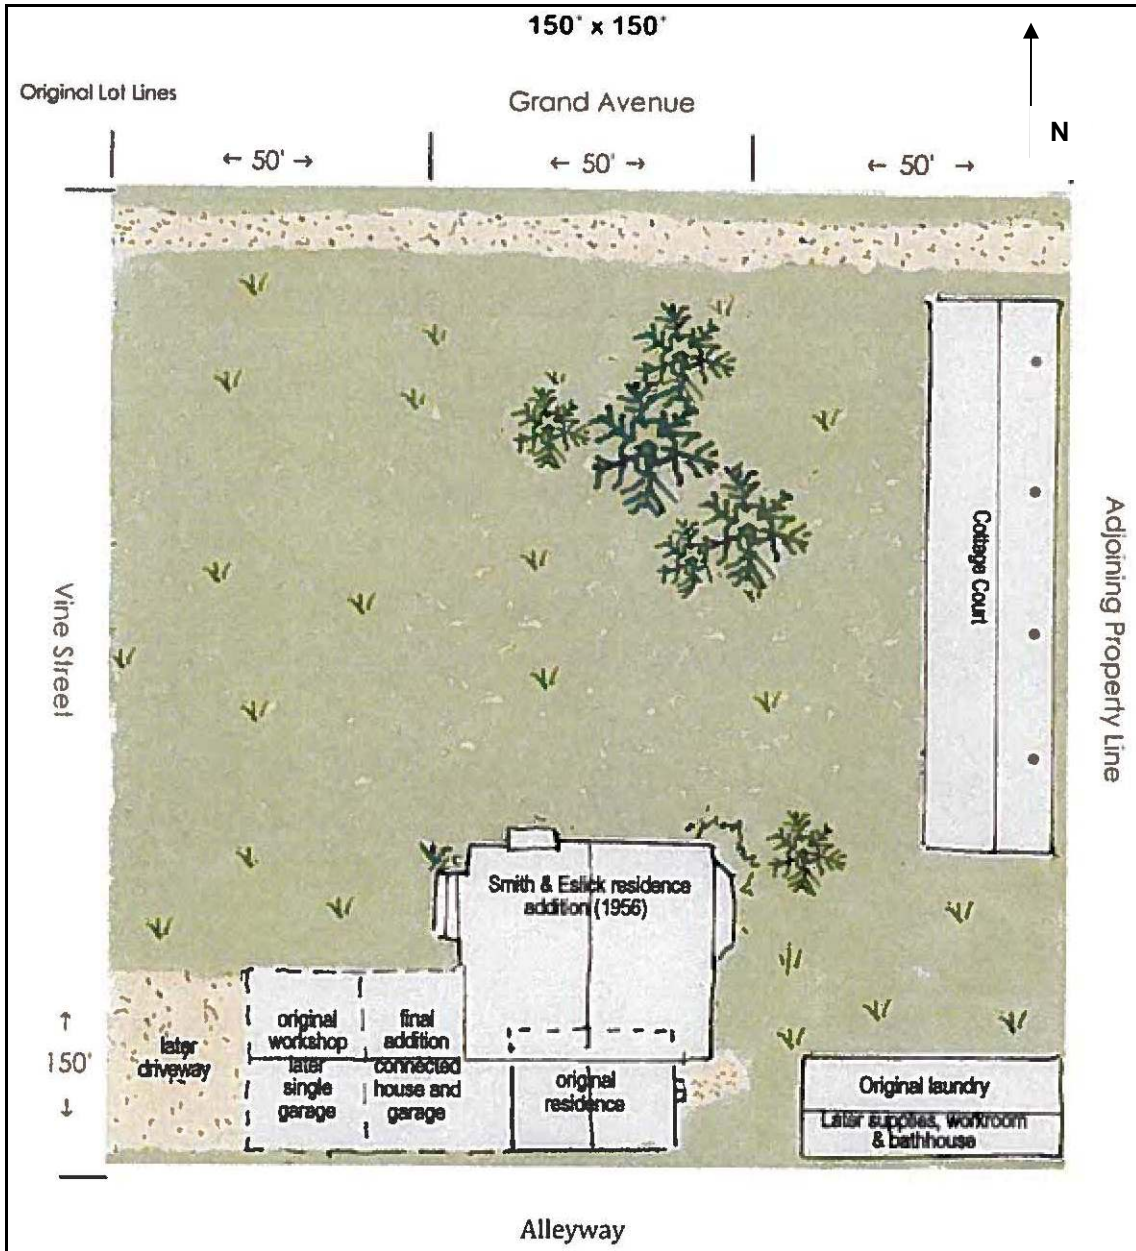 150' x 150'
Original Lot Lines
Grand Avenue
N
← 50' →
← 50' →
← 50' →
Cottage Court
Adjoining Property Line
Vine Street
Smith & Eslick residence
addition (1956)
↑
150'
↓
later
driveway
original
workshop
later
single
garage
final
addition
connected
house and
garage
original
residence
Original laundry
Later supplies, workroom
& bathhouse
Alleyway